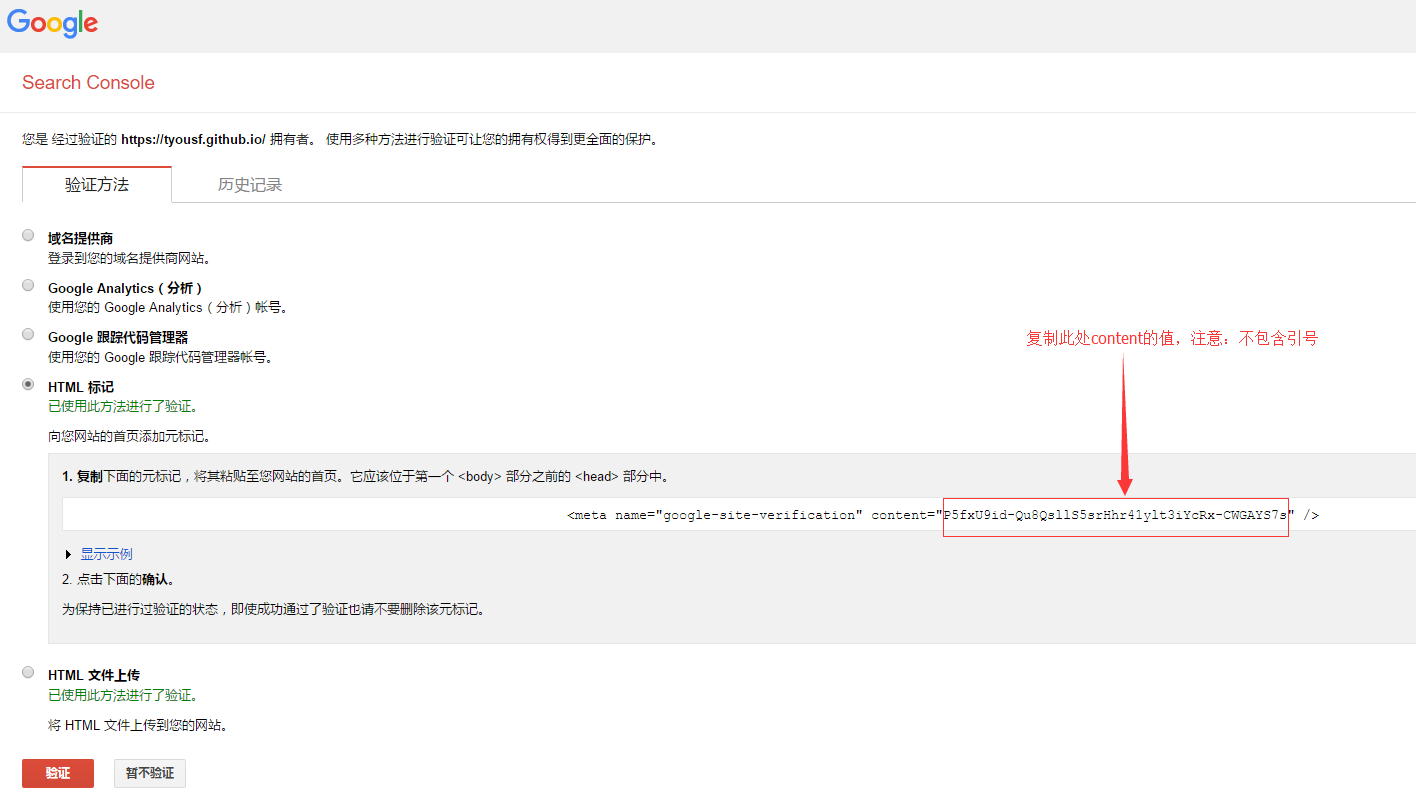 Google
Search Console
您是 经过验证的 https://tyousf.github.io/ 拥有者。 使用多种方法进行验证可让您的拥有权得到更全面的保护。
验证方法 历史记录
域名提供商
登录到您的域名提供商网站。
Google Analytics（分析）
使用您的 Google Analytics（分析）帐号。
Google 跟踪代码管理器
使用您的 Google 跟踪代码管理器帐号。
复制此处content的值，注意：不包含引号
HTML 标记
已使用此方法进行了验证。
向您网站的首页添加元标记。
1. 复制下面的元标记，将其粘贴至您网站的首页。它应该位于第一个 <body> 部分之前的 <head> 部分中。
<meta name="google-site-verification" content="P5fxU9id-Qu8QsllS5srHhr41ylt3iYcRx-CWGAYS7s" />
显示示例
2. 点击下面的确认。
为保持已进行过验证的状态，即使成功通过了验证也请不要删除该元标记。
HTML 文件上传
已使用此方法进行了验证。
将 HTML 文件上传到您的网站。
验证 暂不验证